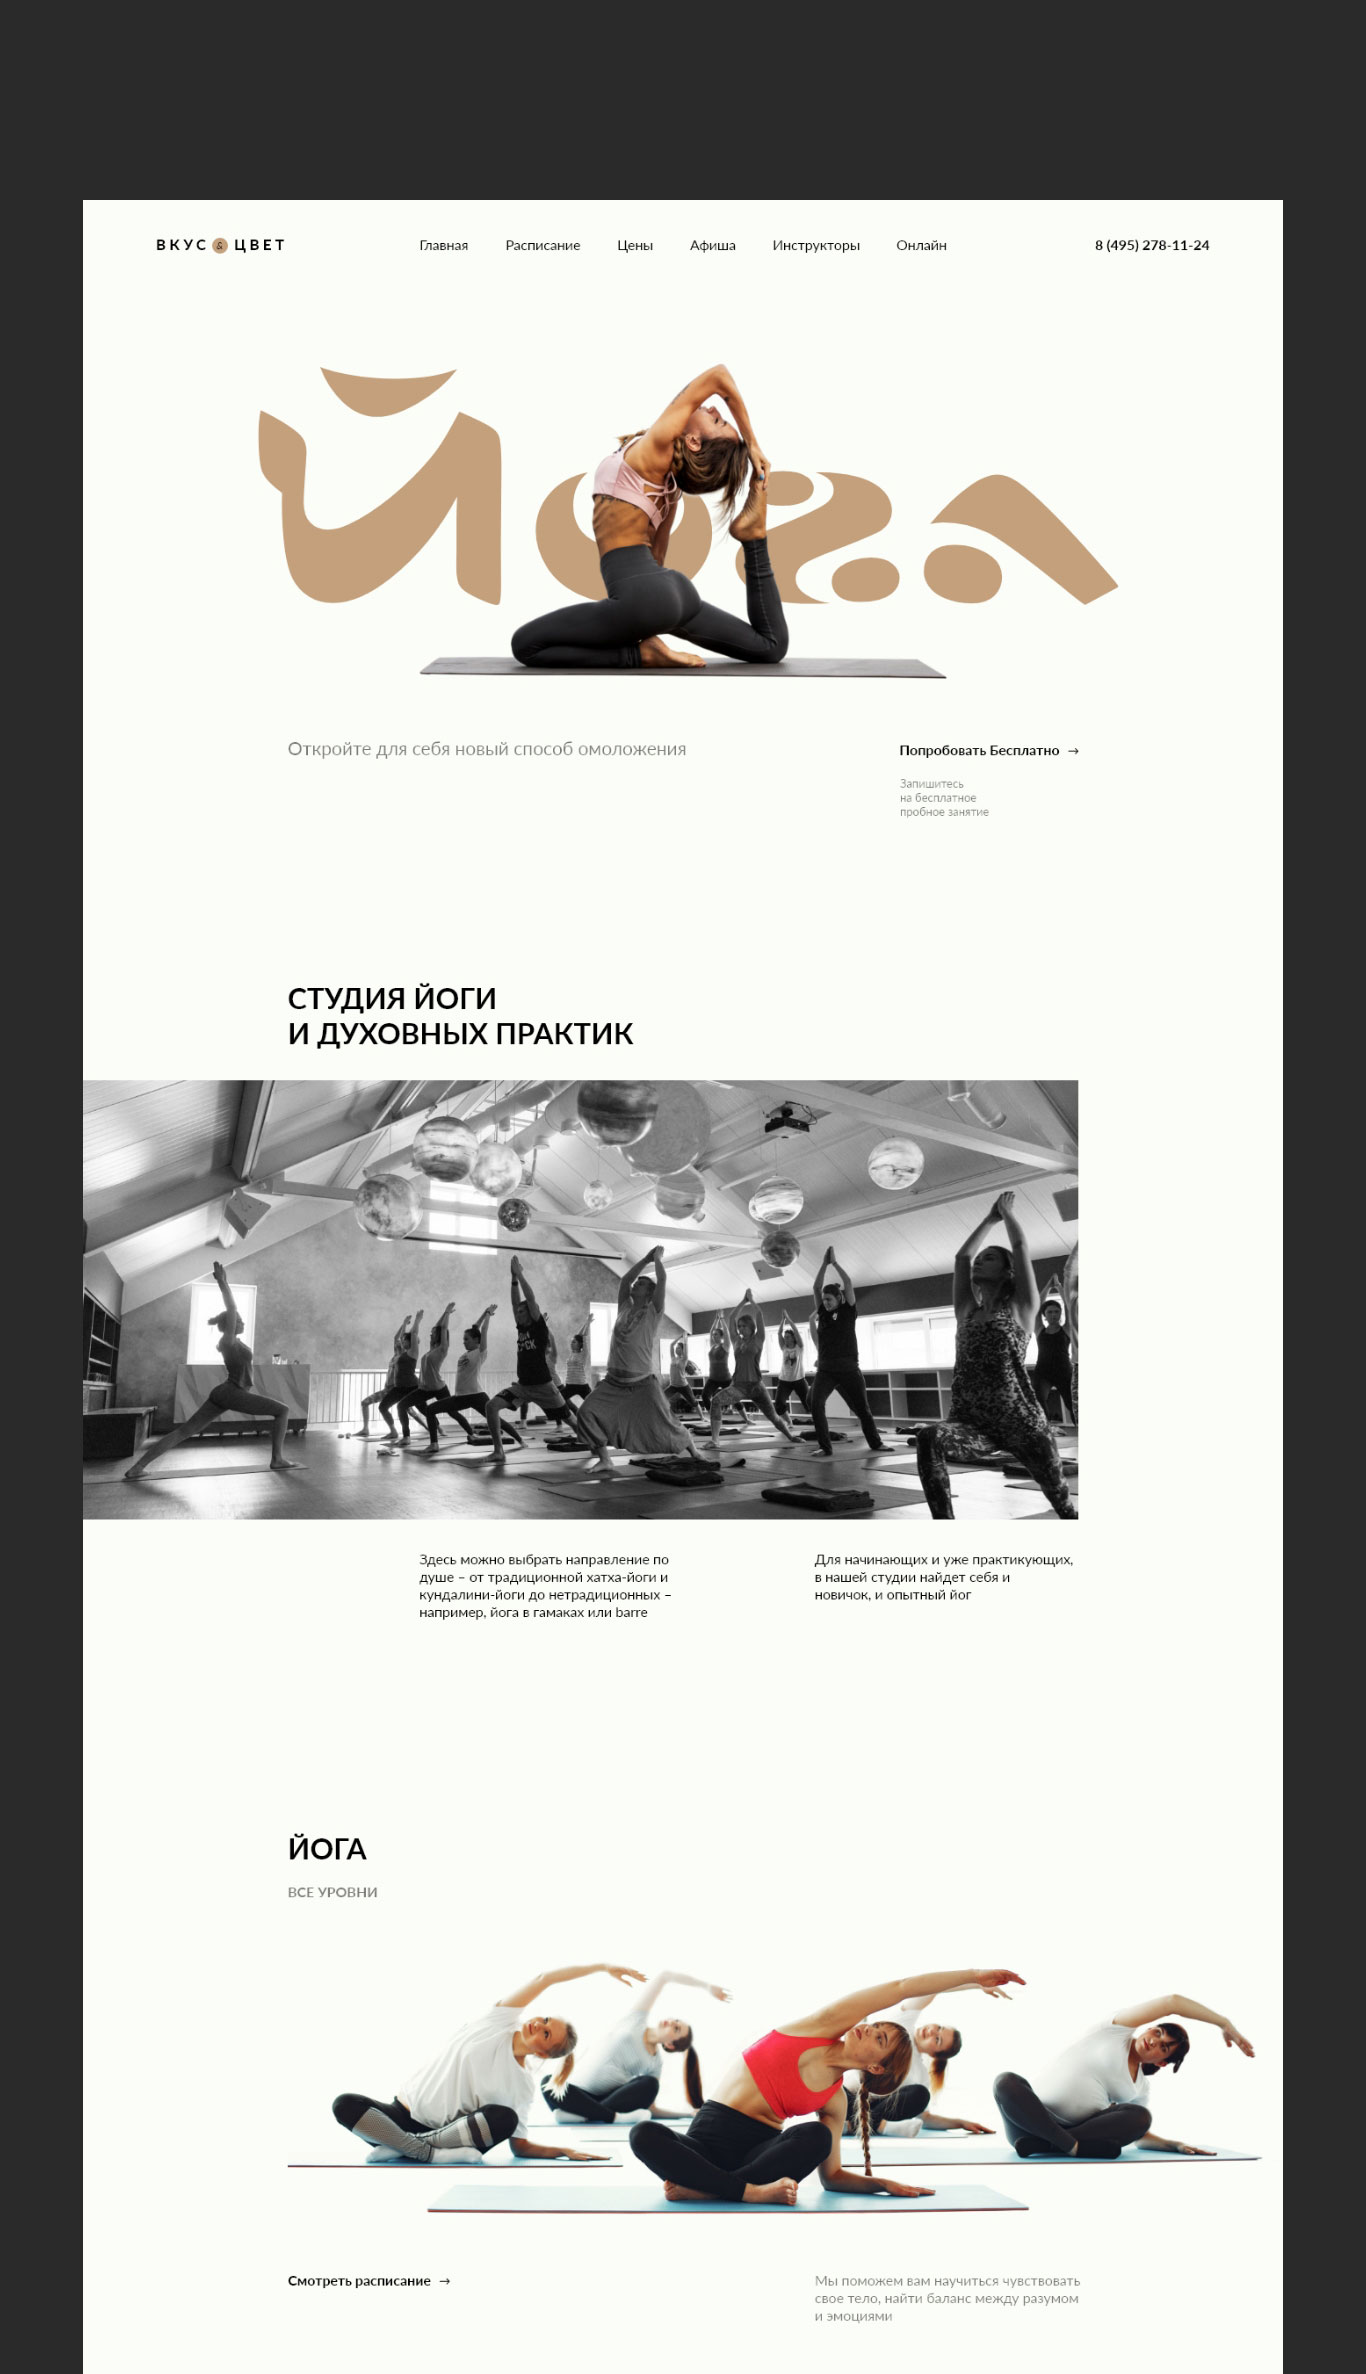 ВКУС & ЦВЕТ
Главная Расписание Цены Афиша Инструкторы Онлайн
8 (495) 278-11-24
Йога
Откройте для себя новый способ омоложения
Попробовать Бесплатно →
Запишитесь
на бесплатное
пробное занятие
СТУДИЯ ЙОГИ
И ДУХОВНЫХ ПРАКТИК
Здесь можно выбрать направление по
душе – от традиционной хатха-йоги и
кундалини-йоги до нетрадиционных –
например, йога в гамаках или barre
Для начинающих и уже практикующих,
в нашей студии найдет себя и
новичок, и опытный йог
ЙОГА
ВСЕ УРОВНИ
Смотреть расписание →
Мы поможем вам научиться чувствовать
свое тело, найти баланс между разумом
и эмоциями